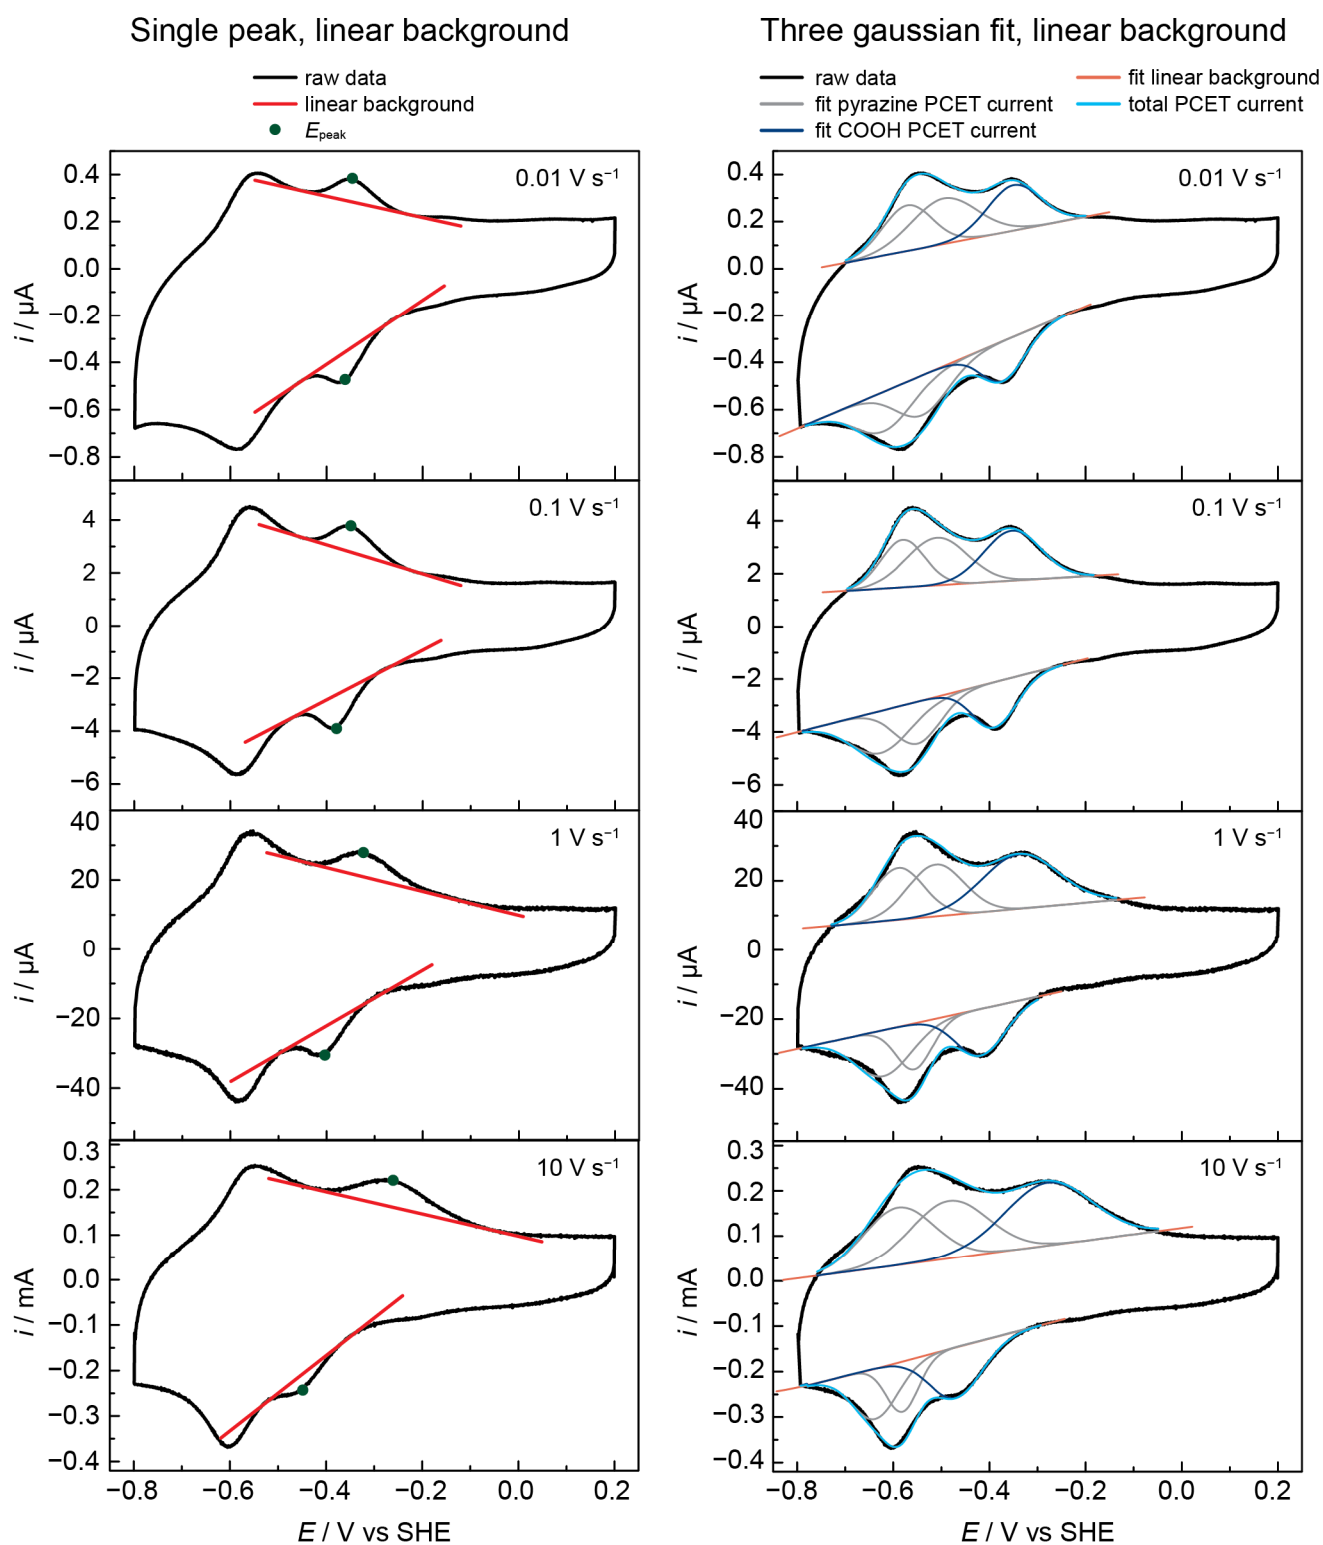 Single peak, linear background
raw data
linear background
Epeak
0.01 V s⁻¹
0.4
0.2
0.0
−0.2
−0.4
−0.6
−0.8
i / µA
0.1 V s⁻¹
4
2
0
−2
−4
−6
i / µA
1 V s⁻¹
40
20
0
−20
−40
i / µA
10 V s⁻¹
0.3
0.2
0.1
0.0
−0.1
−0.2
−0.3
−0.4
i / mA
−0.8 −0.6 −0.4 −0.2 0.0 0.2
E / V vs SHE
Three gaussian fit, linear background
raw data
fit pyrazine PCET current
fit COOH PCET current
fit linear background
total PCET current
0.01 V s⁻¹
0.4
0.2
0.0
−0.2
−0.4
−0.6
−0.8
i / µA
0.1 V s⁻¹
4
2
0
−2
−4
−6
i / µA
1 V s⁻¹
40
20
0
−20
−40
i / µA
10 V s⁻¹
0.3
0.2
0.1
0.0
−0.1
−0.2
−0.3
−0.4
i / mA
−0.8 −0.6 −0.4 −0.2 0.0 0.2
E / V vs SHE